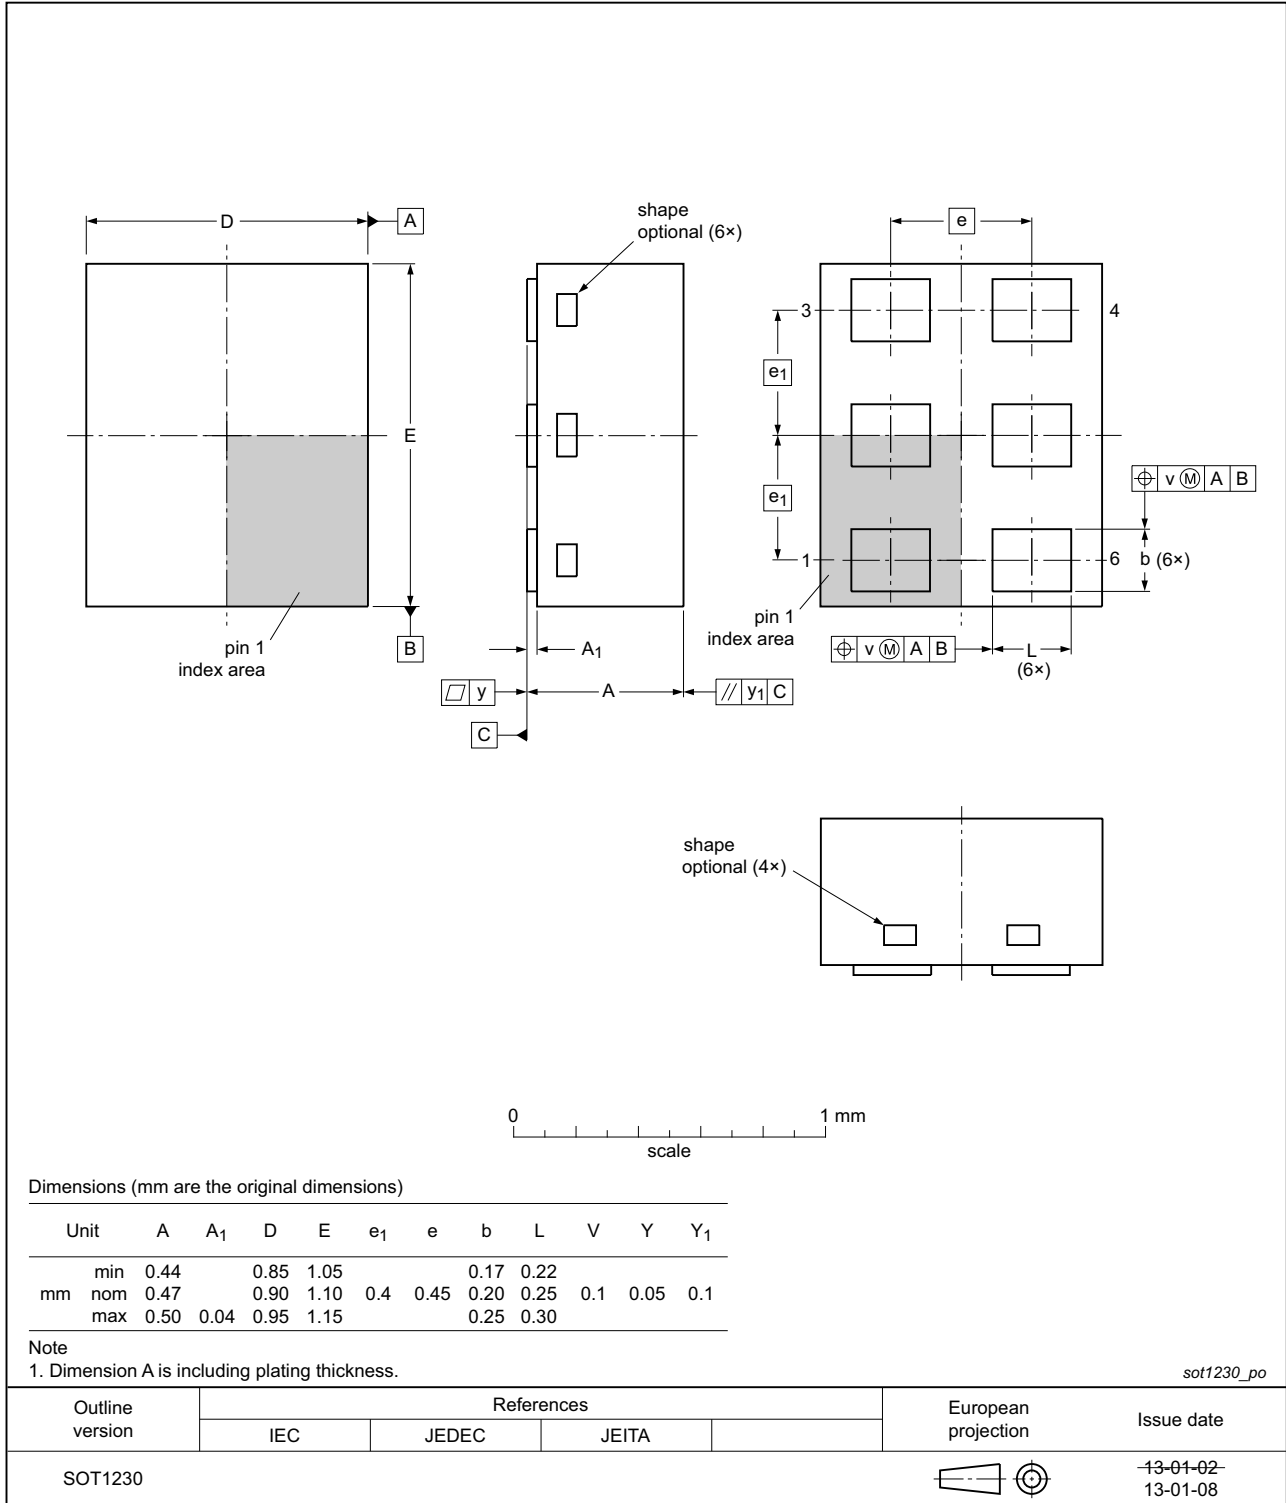 D
A
shape
optional (6×)
e
3
4
e1
E
e1
⌖ v Ⓜ A B
1
6
b (6×)
pin 1
index area
B
A1
pin 1
index area
⌖ v Ⓜ A B
L
(6×)
▱ y
A
// y1 C
C
shape
optional (4×)
0
1 mm
scale
Dimensions (mm are the original dimensions)
Unit A A1 D E e1 e b L V Y Y1
min 0.44 0.85 1.05 0.17 0.22
mm nom 0.47 0.90 1.10 0.4 0.45 0.20 0.25 0.1 0.05 0.1
max 0.50 0.04 0.95 1.15 0.25 0.30
Note
1. Dimension A is including plating thickness.
sot1230_po
Outline
version
References
IEC JEDEC JEITA
European
projection
Issue date
SOT1230
13-01-02
13-01-08